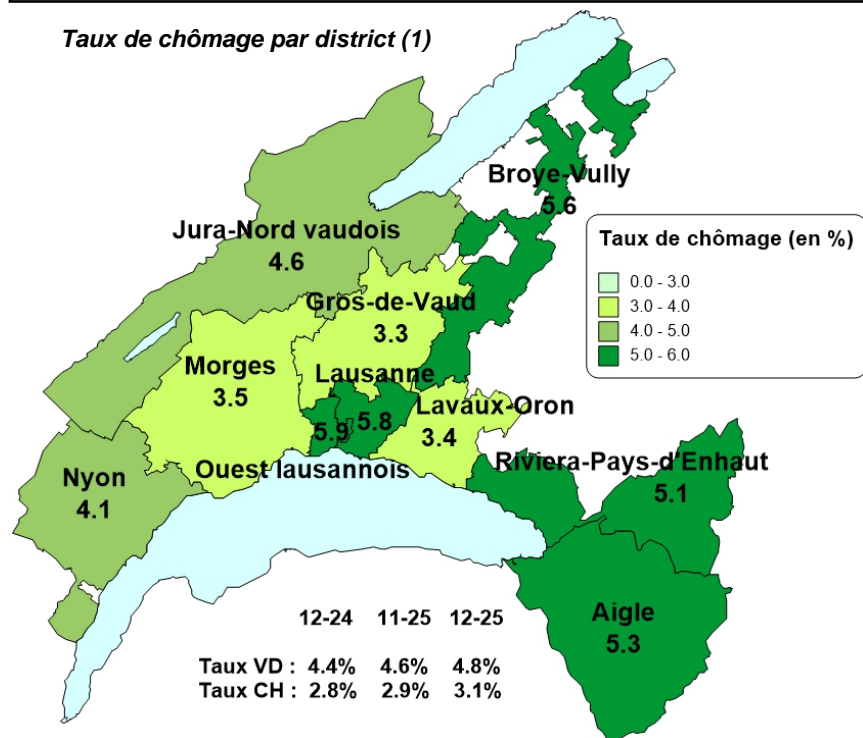 Taux de chômage par district (1)
Broye-Vully
5.6
Jura-Nord vaudois
4.6
Taux de chômage (en %)
0.0 - 3.0
3.0 - 4.0
4.0 - 5.0
5.0 - 6.0
Gros-de-Vaud
3.3
Morges
3.5
Lausanne
5.8
5.9
Lavaux-Oron
3.4
Ouest lausannois
Nyon
4.1
Riviera-Pays-d'Enhaut
5.1
Aigle
5.3
12-24 11-25 12-25
Taux VD : 4.4% 4.6% 4.8%
Taux CH : 2.8% 2.9% 3.1%